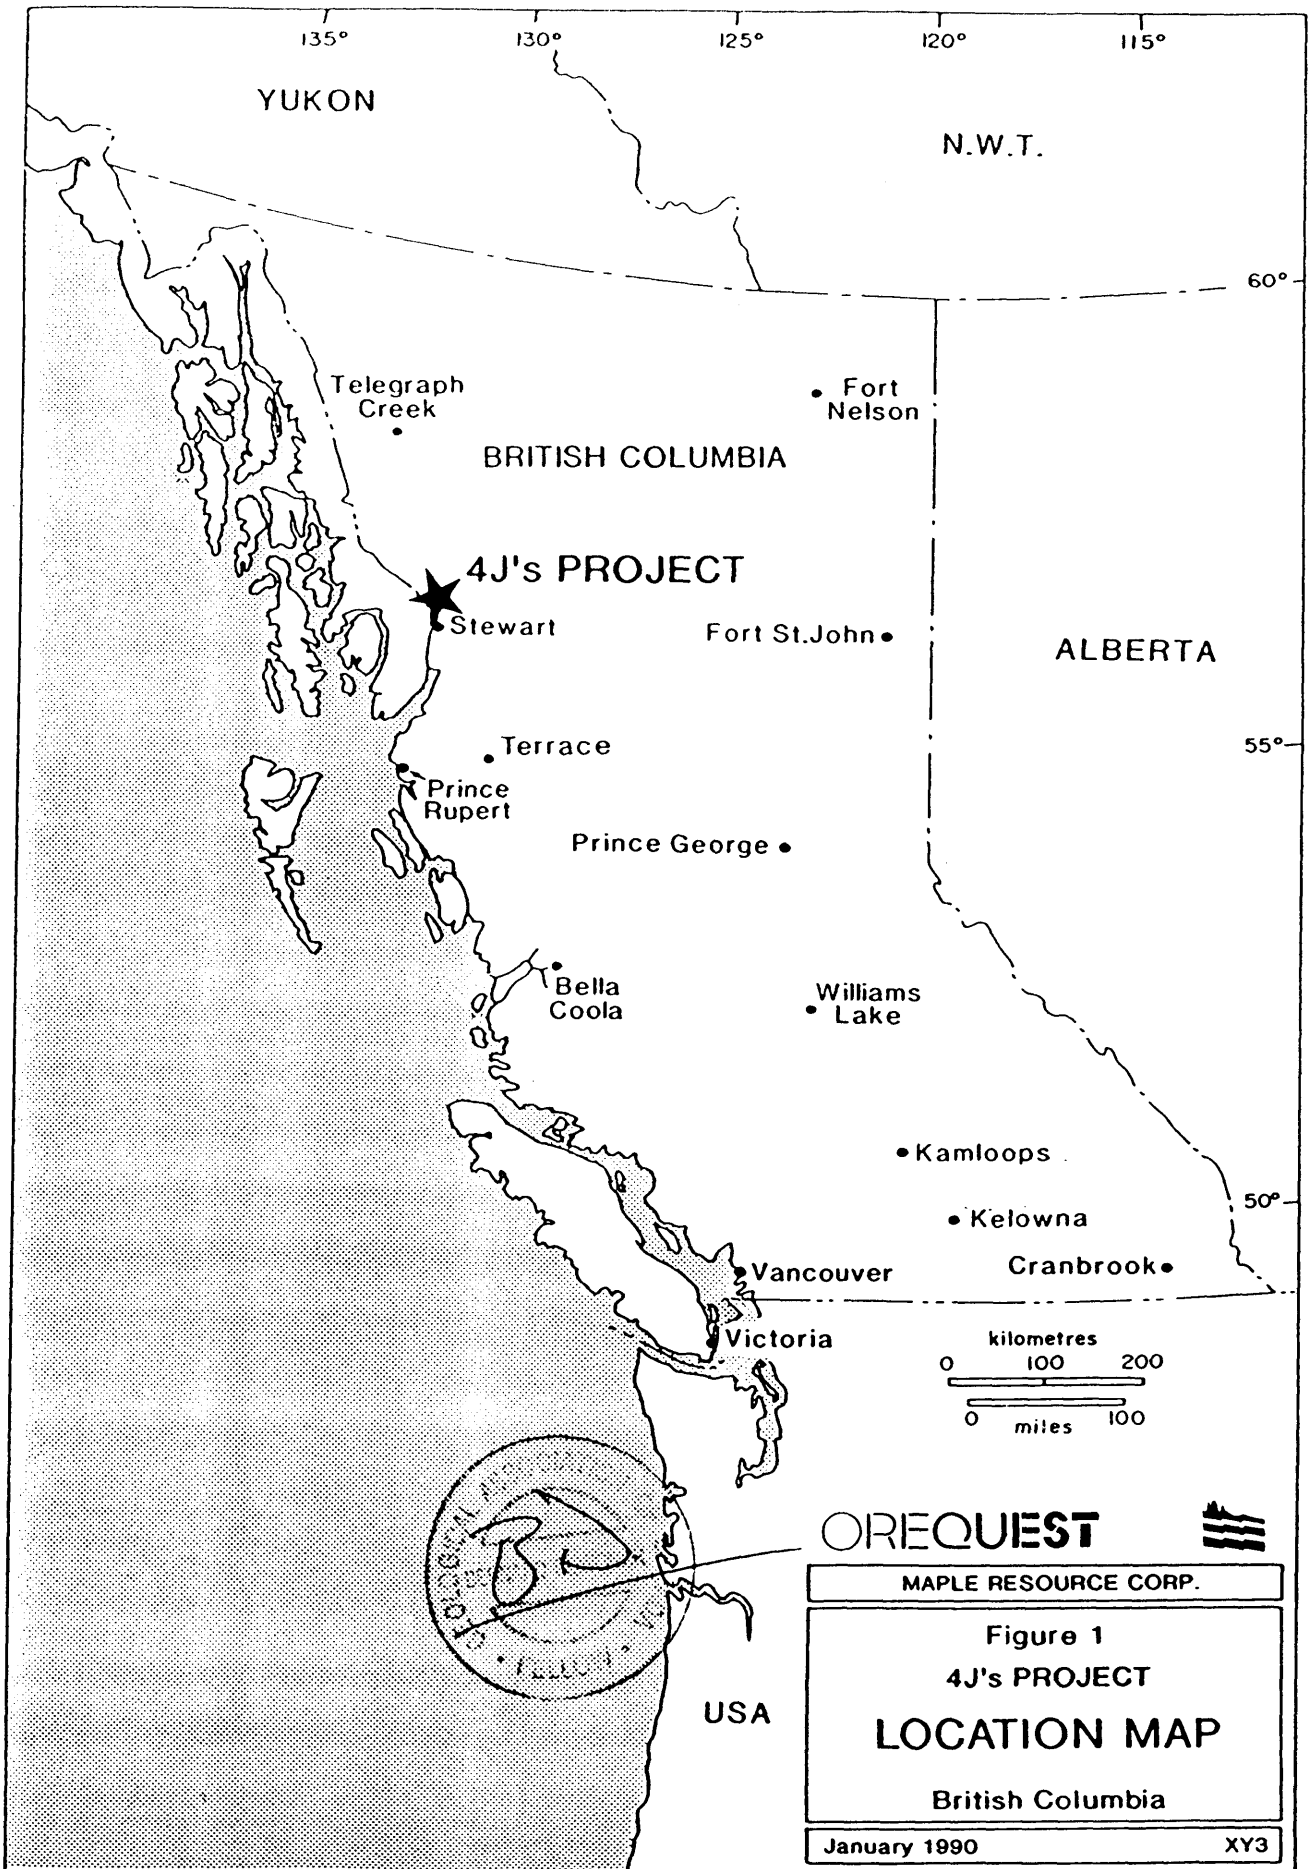 135° 130° 125° 120° 115°
YUKON
N.W.T.
60°
Telegraph
Creek
Fort
Nelson
BRITISH COLUMBIA
4J's PROJECT
Stewart
Fort St.John
ALBERTA
55°
Terrace
Prince
Rupert
Prince George
Bella
Coola
Williams
Lake
Kamloops
50°
Kelowna
Cranbrook
Vancouver
Victoria
kilometres
0 100 200
0 100
miles
GEOLOGICAL
FELLOW
USA
OREQUEST
MAPLE RESOURCE CORP.
Figure 1
4J's PROJECT
LOCATION MAP
British Columbia
January 1990 XY3